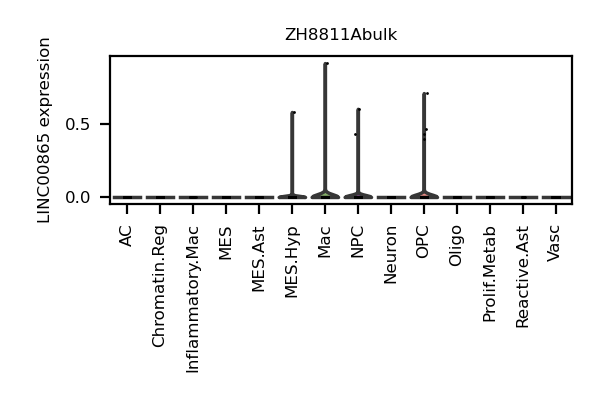 ZH8811Abulk
LINC00865 expression
0.5
0.0
AC
Chromatin.Reg
Inflammatory.Mac
MES
MES.Ast
MES.Hyp
Mac
NPC
Neuron
OPC
Oligo
Prolif.Metab
Reactive.Ast
Vasc